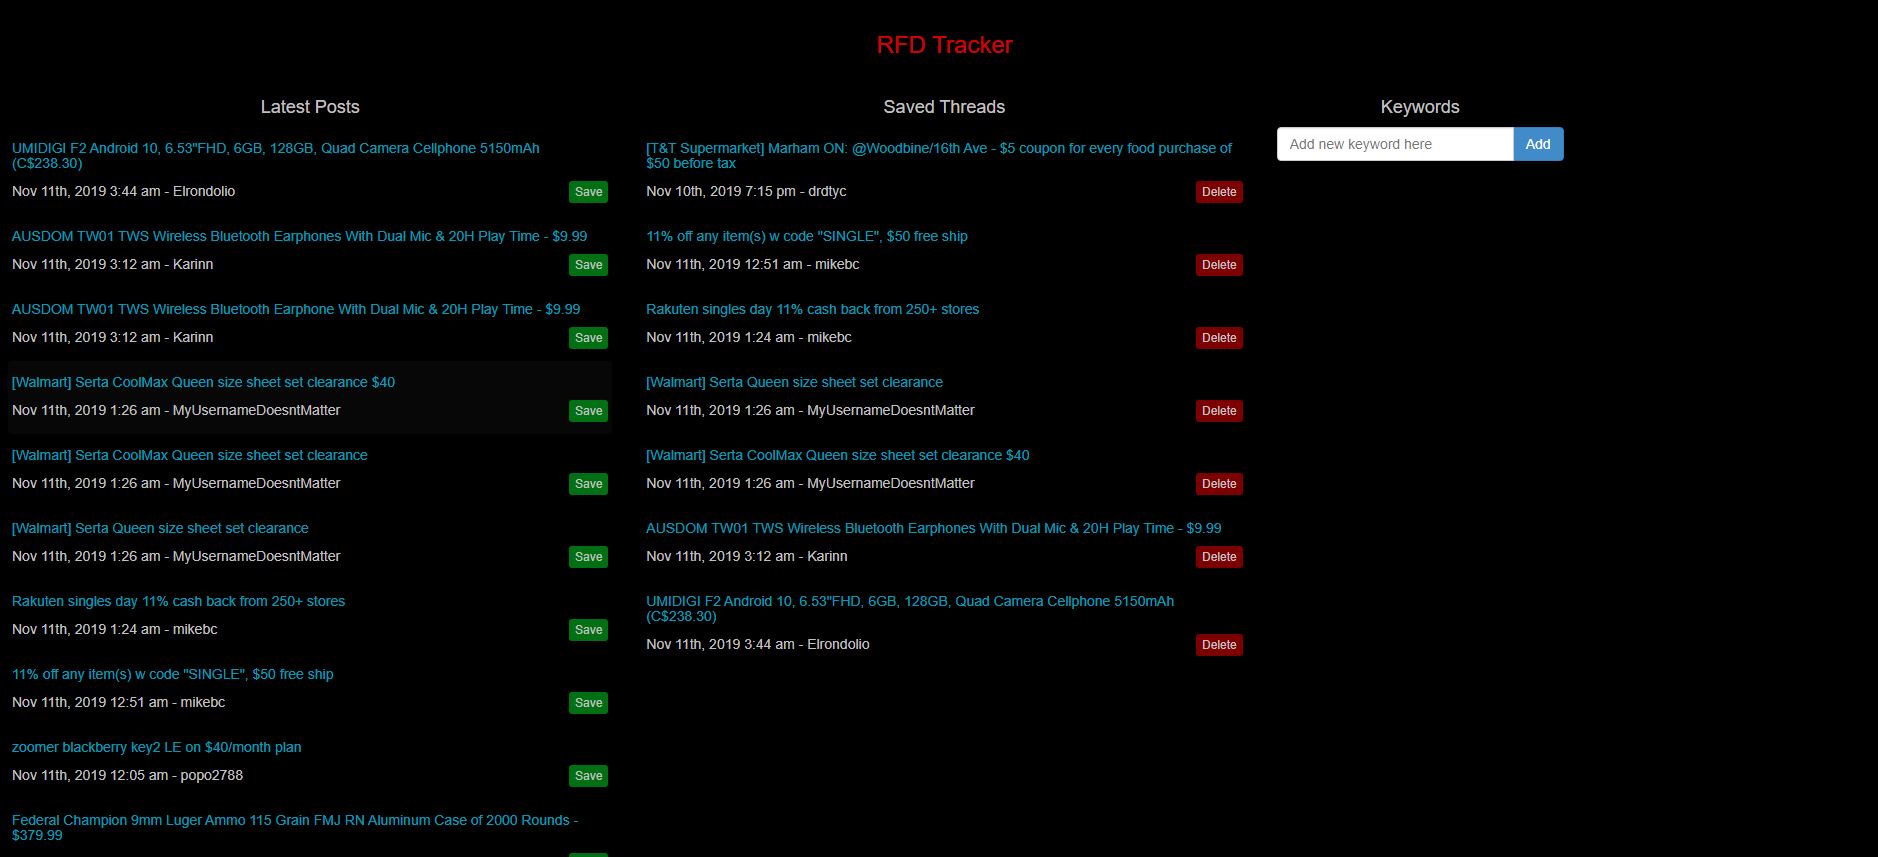 RFD Tracker
Latest Posts
UMIDIGI F2 Android 10, 6.53"FHD, 6GB, 128GB, Quad Camera Cellphone 5150mAh
(C$238.30)
Nov 11th, 2019 3:44 am - Elrondolio
Save
AUSDOM TW01 TWS Wireless Bluetooth Earphones With Dual Mic & 20H Play Time - $9.99
Nov 11th, 2019 3:12 am - Karinn
Save
AUSDOM TW01 TWS Wireless Bluetooth Earphone With Dual Mic & 20H Play Time - $9.99
Nov 11th, 2019 3:12 am - Karinn
Save
[Walmart] Serta CoolMax Queen size sheet set clearance $40
Nov 11th, 2019 1:26 am - MyUsernameDoesntMatter
Save
[Walmart] Serta CoolMax Queen size sheet set clearance
Nov 11th, 2019 1:26 am - MyUsernameDoesntMatter
Save
[Walmart] Serta Queen size sheet set clearance
Nov 11th, 2019 1:26 am - MyUsernameDoesntMatter
Save
Rakuten singles day 11% cash back from 250+ stores
Nov 11th, 2019 1:24 am - mikebc
Save
11% off any item(s) w code "SINGLE", $50 free ship
Nov 11th, 2019 12:51 am - mikebc
Save
zoomer blackberry key2 LE on $40/month plan
Nov 11th, 2019 12:05 am - popo2788
Save
Federal Champion 9mm Luger Ammo 115 Grain FMJ RN Aluminum Case of 2000 Rounds -
$379.99
Saved Threads
[T&T Supermarket] Marham ON: @Woodbine/16th Ave - $5 coupon for every food purchase of
$50 before tax
Nov 10th, 2019 7:15 pm - drdtyc
Delete
11% off any item(s) w code "SINGLE", $50 free ship
Nov 11th, 2019 12:51 am - mikebc
Delete
Rakuten singles day 11% cash back from 250+ stores
Nov 11th, 2019 1:24 am - mikebc
Delete
[Walmart] Serta Queen size sheet set clearance
Nov 11th, 2019 1:26 am - MyUsernameDoesntMatter
Delete
[Walmart] Serta CoolMax Queen size sheet set clearance $40
Nov 11th, 2019 1:26 am - MyUsernameDoesntMatter
Delete
AUSDOM TW01 TWS Wireless Bluetooth Earphones With Dual Mic & 20H Play Time - $9.99
Nov 11th, 2019 3:12 am - Karinn
Delete
UMIDIGI F2 Android 10, 6.53"FHD, 6GB, 128GB, Quad Camera Cellphone 5150mAh
(C$238.30)
Nov 11th, 2019 3:44 am - Elrondolio
Delete
Keywords
Add new keyword here
Add